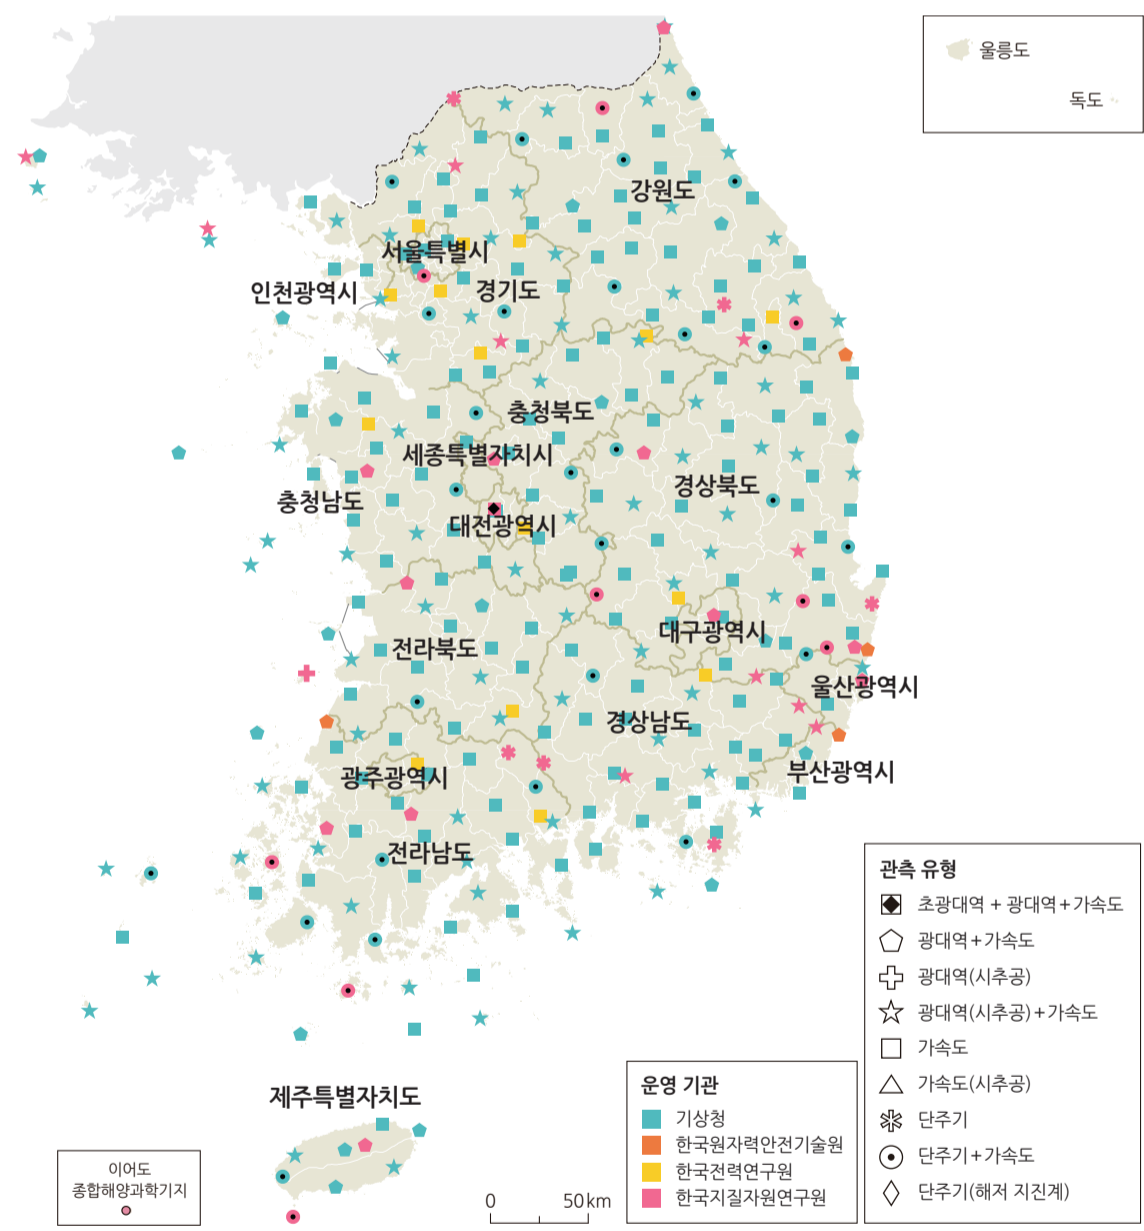 울릉도
독도
강원도
서울특별시
인천광역시
경기도
충청북도
세종특별자치시
경상북도
충청남도
대전광역시
대구광역시
전라북도
울산광역시
경상남도
부산광역시
광주광역시
전라남도
제주특별자치도
이어도
종합해양과학기지
0 50km
운영 기관
기상청
한국원자력안전기술원
한국전력연구원
한국지질자원연구원
관측 유형
초광대역 + 광대역+가속도
광대역+가속도
광대역(시추공)
광대역(시추공)+가속도
가속도
가속도(시추공)
단주기
단주기+가속도
단주기(해저 지진계)